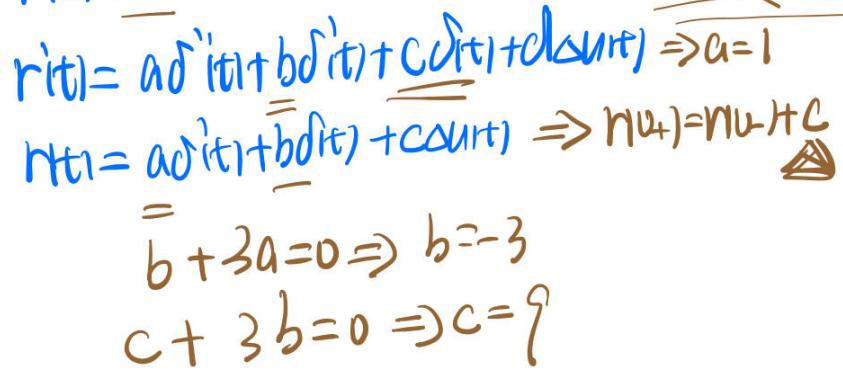 r'(t) = aδ''(t) + bδ'(t) + cδ(t) + dΔu(t) ⇒ a=1
r(t) = aδ'(t) + bδ(t) + cΔu(t) ⇒ r(0+) = r(0-) + c
b + 3a = 0 ⇒ b = -3
c + 3b = 0 ⇒ c = 9